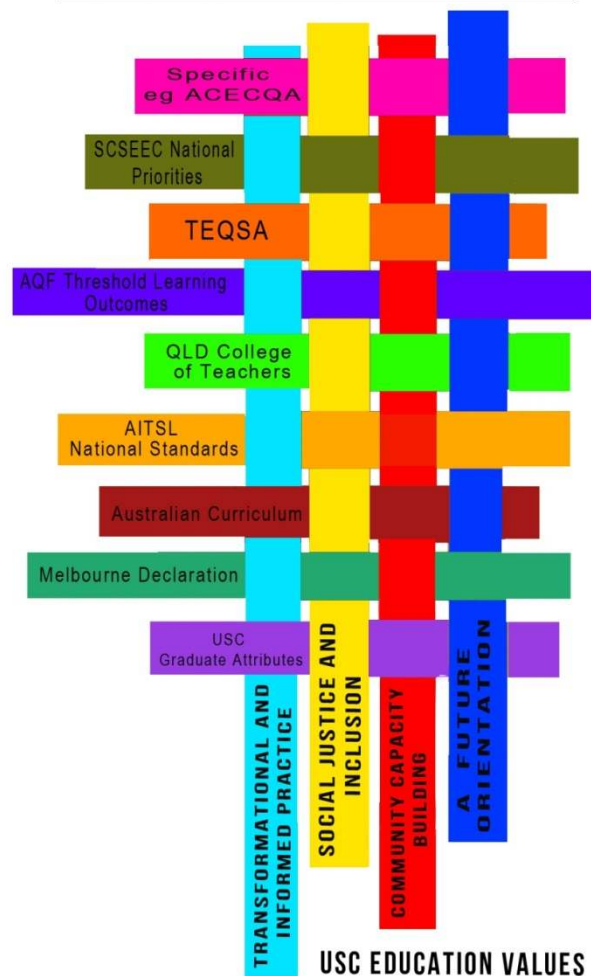 Specific
eg ACECQA
SCSEEC National
Priorities
TEQSA
AQF Threshold Learning
Outcomes
QLD College
of Teachers
AITSL
National Standards
Australian Curriculum
Melbourne Declaration
USC
Graduate Attributes
TRANSFORMATIONAL AND
INFORMED PRACTICE
SOCIAL JUSTICE AND
INCLUSION
COMMUNITY CAPACITY
BUILDING
A FUTURE
ORIENTATION
USC EDUCATION VALUES